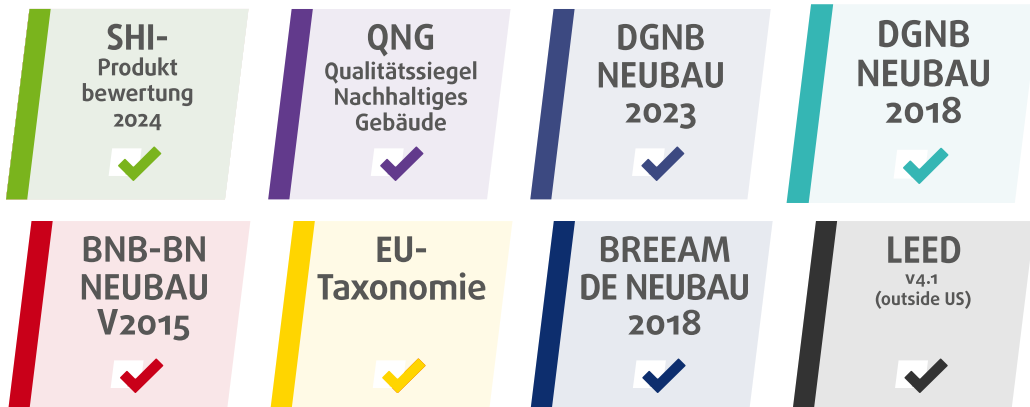 SHI-
Produkt
bewertung
2024
QNG
Qualitätssiegel
Nachhaltiges
Gebäude
DGNB
NEUBAU
2023
DGNB
NEUBAU
2018
BNB-BN
NEUBAU
V2015
EU-
Taxonomie
BREEAM
DE NEUBAU
2018
LEED
v4.1
(outside US)